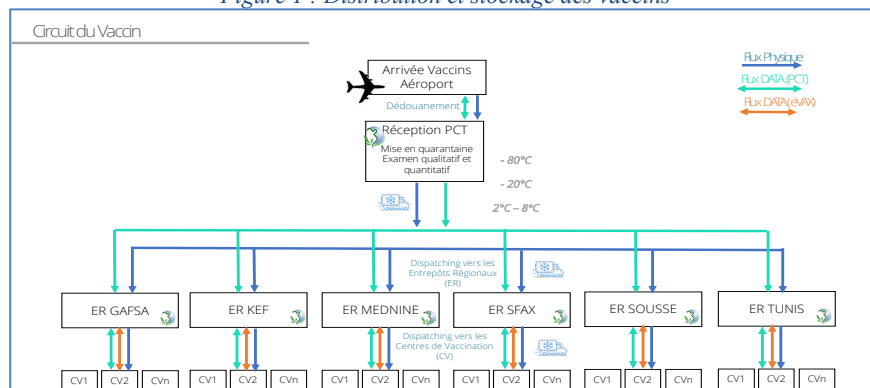 Figure 1 : Distribution et stockage des vaccins
Circuit du Vaccin
Flux Physique
Flux DATA (PCT)
Flux DATA (eVAX)
Arrivée Vaccins
Aéroport
Dédouanement
Réception PCT
Mise en quarantaine
Examen qualitatif et
quantitatif
- 80°C
- 20°C
2°C – 8°C
Dispatching vers les
Entrepôts Régionaux
(ER)
ER GAFSA
ER KEF
ER MEDNINE
ER SFAX
ER SOUSSE
ER TUNIS
Dispatching vers les
Centres de Vaccination
(CV)
CV1 CV2 CVn
CV1 CV2 CVn
CV1 CV2 CVn
CV1 CV2 CVn
CV1 CV2 CVn
CV1 CV2 CVn